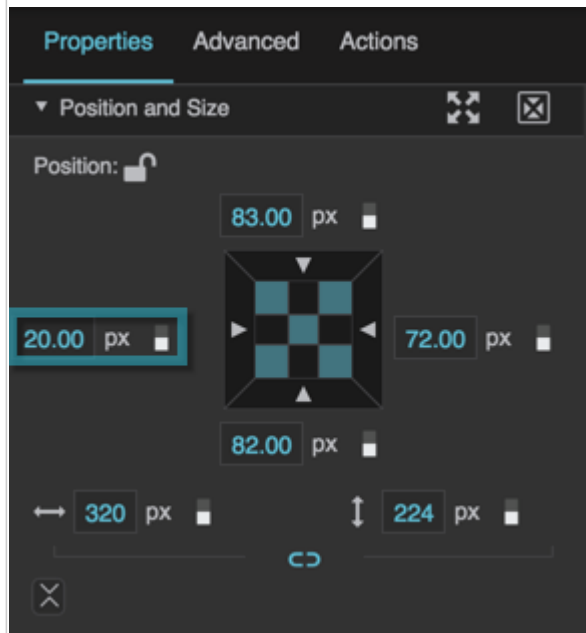 Properties Advanced Actions
Position and Size
Position:
83.00 px
20.00 px 72.00 px
82.00 px
320 px 224 px